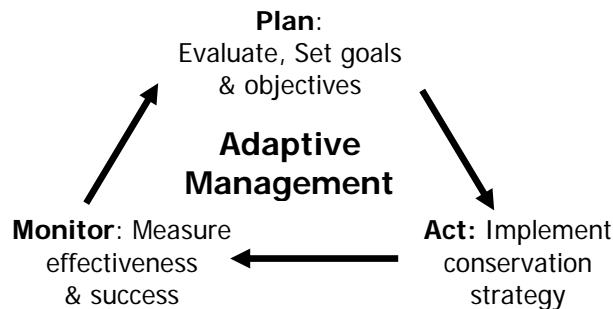 Plan:
Evaluate, Set goals
& objectives
Adaptive
Management
Monitor: Measure
effectiveness
& success
Act: Implement
conservation
strategy